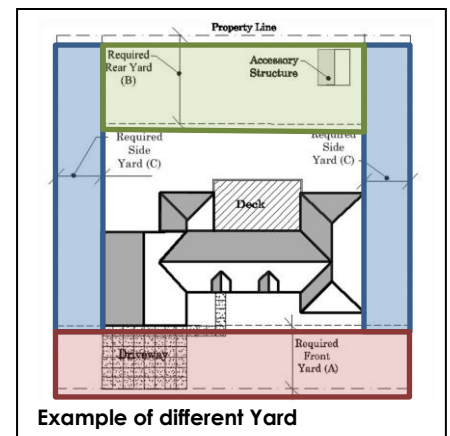 Property Line
Required
Rear Yard
(B)
Accessory
Structure
Required
Side
Yard (C)
Required
Side
Yard (C)
Deck
Driveway
Required
Front
Yard (A)
Example of different Yard